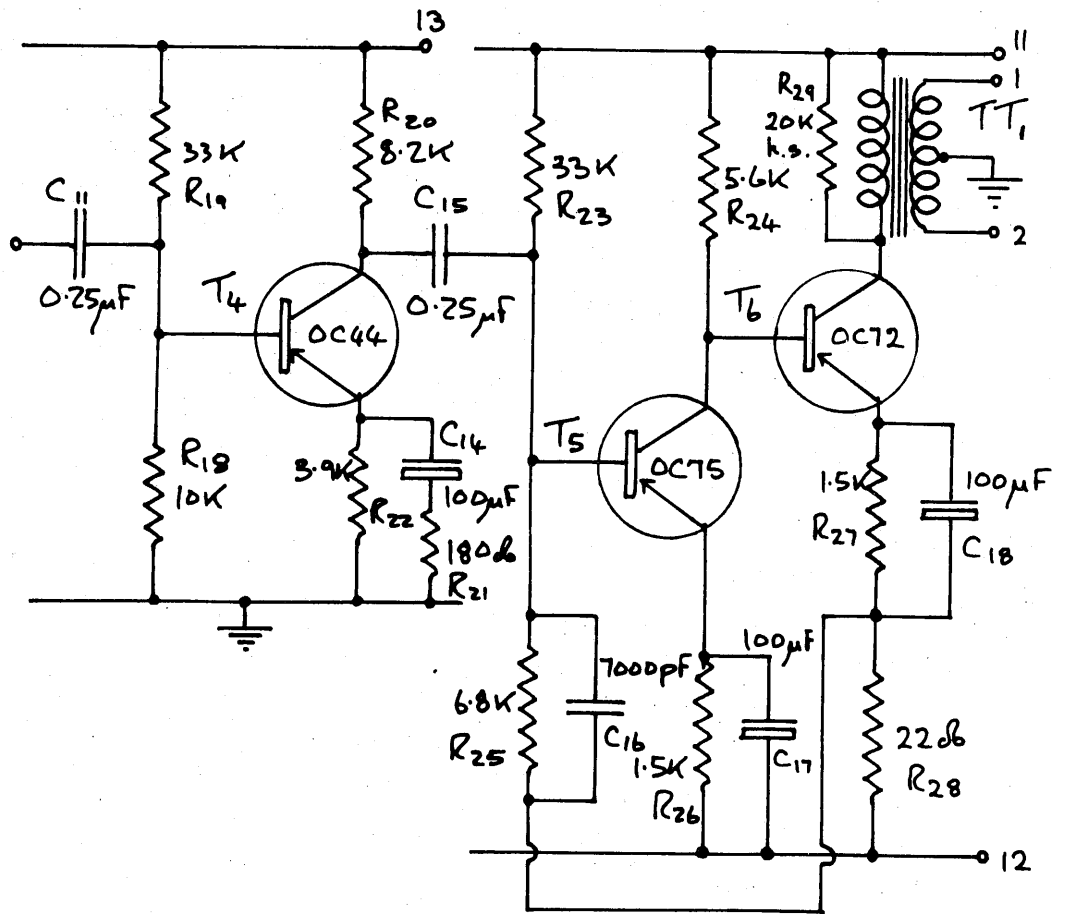 13
11
1
R29
20K
h.s.
TT1
2
R20
8.2K
33K
R19
C11
0.25µF
C15
0.25µF
33K
R23
5.6K
R24
T4
OC44
T6
OC72
T5
OC75
R18
10K
3.9K
R22
C14
100µF
180Ω
R21
1.5K
R27
100µF
C18
6.8K
R25
7000pF
C16
1.5K
R26
100µF
C17
22Ω
R28
12